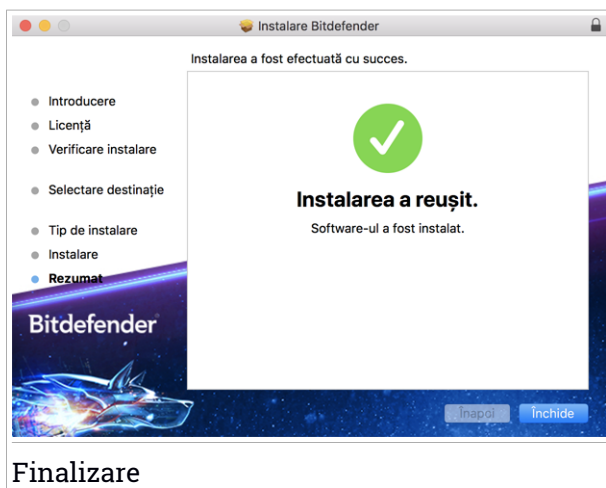 Instalare Bitdefender
Instalarea a fost efectuată cu succes.
Introducere
Licență
Verificare instalare
Selectare destinație
Tip de instalare
Instalare
Rezumat
Bitdefender
Instalarea a reușit.
Software-ul a fost instalat.
Înapoi
Închide
Finalizare